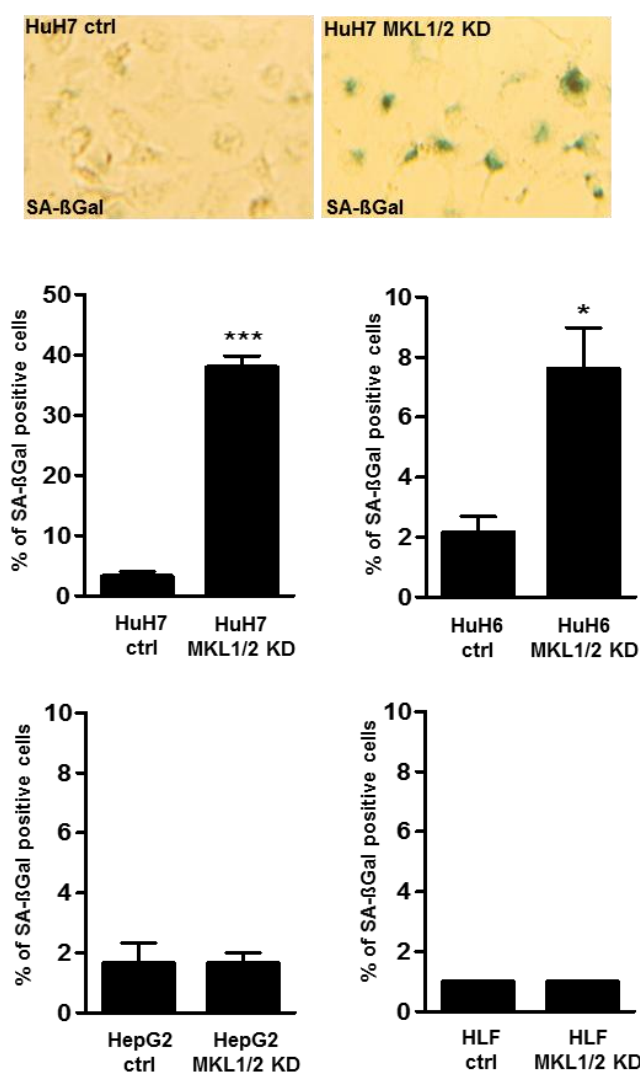 HuH7 ctrl
HuH7 MKL1/2 KD
SA-ßGal
SA-ßGal
% of SA-ßGal positive cells
50
40
30
20
10
0
***
HuH7
ctrl
HuH7
MKL1/2 KD
% of SA-ßGal positive cells
10
8
6
4
2
0
*
HuH6
ctrl
HuH6
MKL1/2 KD
% of SA-ßGal positive cells
10
8
6
4
2
0
HepG2
ctrl
HepG2
MKL1/2 KD
% of SA-ßGal positive cells
10
8
6
4
2
0
HLF
ctrl
HLF
MKL1/2 KD